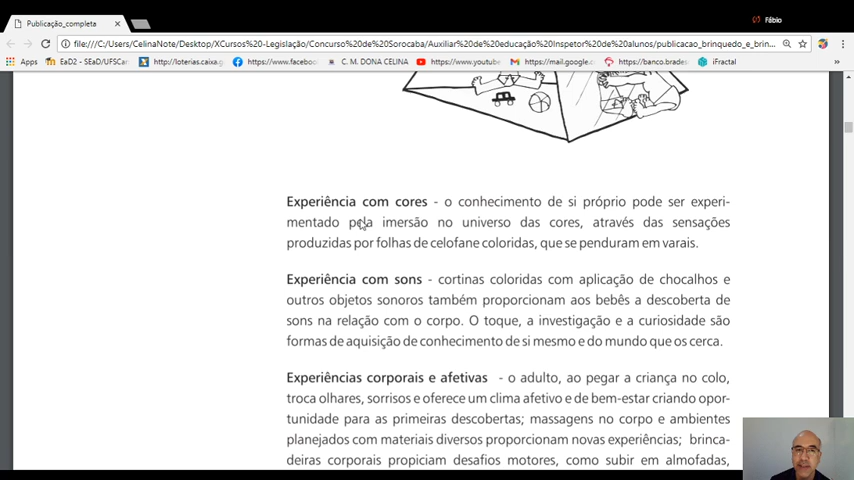 Publicação_completa
Fábio
file:///C:/Users/CelinaNote/Desktop/XCursos%20-Legislação/Concurso%20de%20Sorocaba/Auxiliar%20de%20educação%20Inspetor%20de%20alunos/publicacao_brinquedo_e_brin...
Apps EaD2 - SEaD/UFSCar http://loterias.caixa.g https://www.faceboo C. M. DONA CELINA https://www.youtube https://mail.google.c https://banco.brades iFractal
Experiência com cores - o conhecimento de si próprio pode ser experi-
mentado pela imersão no universo das cores, através das sensações
produzidas por folhas de celofane coloridas, que se penduram em varais.
Experiência com sons - cortinas coloridas com aplicação de chocalhos e
outros objetos sonoros também proporcionam aos bebês a descoberta de
sons na relação com o corpo. O toque, a investigação e a curiosidade são
formas de aquisição de conhecimento de si mesmo e do mundo que os cerca.
Experiências corporais e afetivas - o adulto, ao pegar a criança no colo,
troca olhares, sorrisos e oferece um clima afetivo e de bem-estar criando opor-
tunidade para as primeiras descobertas; massagens no corpo e ambientes
planejados com materiais diversos proporcionam novas experiências; brinca-
deiras corporais propiciam desafios motores, como subir em almofadas,